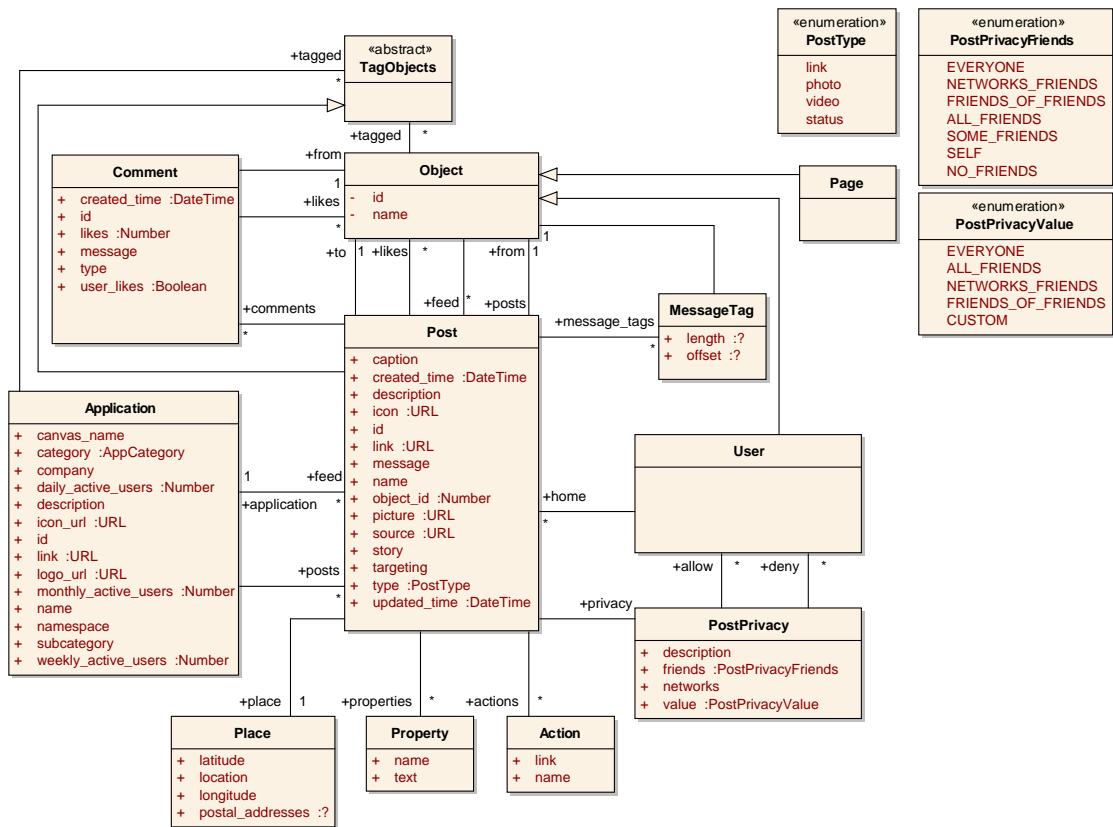 «enumeration»
PostType
link
photo
video
status
«enumeration»
PostPrivacyFriends
EVERYONE
NETWORKS_FRIENDS
FRIENDS_OF_FRIENDS
ALL_FRIENDS
SOME_FRIENDS
SELF
NO_FRIENDS
«enumeration»
PostPrivacyValue
EVERYONE
ALL_FRIENDS
NETWORKS_FRIENDS
FRIENDS_OF_FRIENDS
CUSTOM
+tagged
*
«abstract»
TagObjects
+tagged *
Comment
+ created_time :DateTime
+ id
+ likes :Number
+ message
+ type
+ user_likes :Boolean
+from
1
+likes
*
Object
- id
- name
Page
+to 1
+likes *
+feed *
+from 1
+posts
1
+comments
*
+message_tags
*
MessageTag
+ length :?
+ offset :?
Post
+ caption
+ created_time :DateTime
+ description
+ icon :URL
+ id
+ link :URL
+ message
+ name
+ object_id :Number
+ picture :URL
+ source :URL
+ story
+ targeting
+ type :PostType
+ updated_time :DateTime
Application
+ canvas_name
+ category :AppCategory
+ company
+ daily_active_users :Number
+ description
+ icon_url :URL
+ id
+ link :URL
+ logo_url :URL
+ monthly_active_users :Number
+ name
+ namespace
+ subcategory
+ weekly_active_users :Number
1 +feed
+application *
+posts
*
User
+home
*
+allow *
+deny *
+privacy
PostPrivacy
+ description
+ friends :PostPrivacyFriends
+ networks
+ value :PostPrivacyValue
+place 1
+properties *
+actions *
Place
+ latitude
+ location
+ longitude
+ postal_addresses :?
Property
+ name
+ text
Action
+ link
+ name